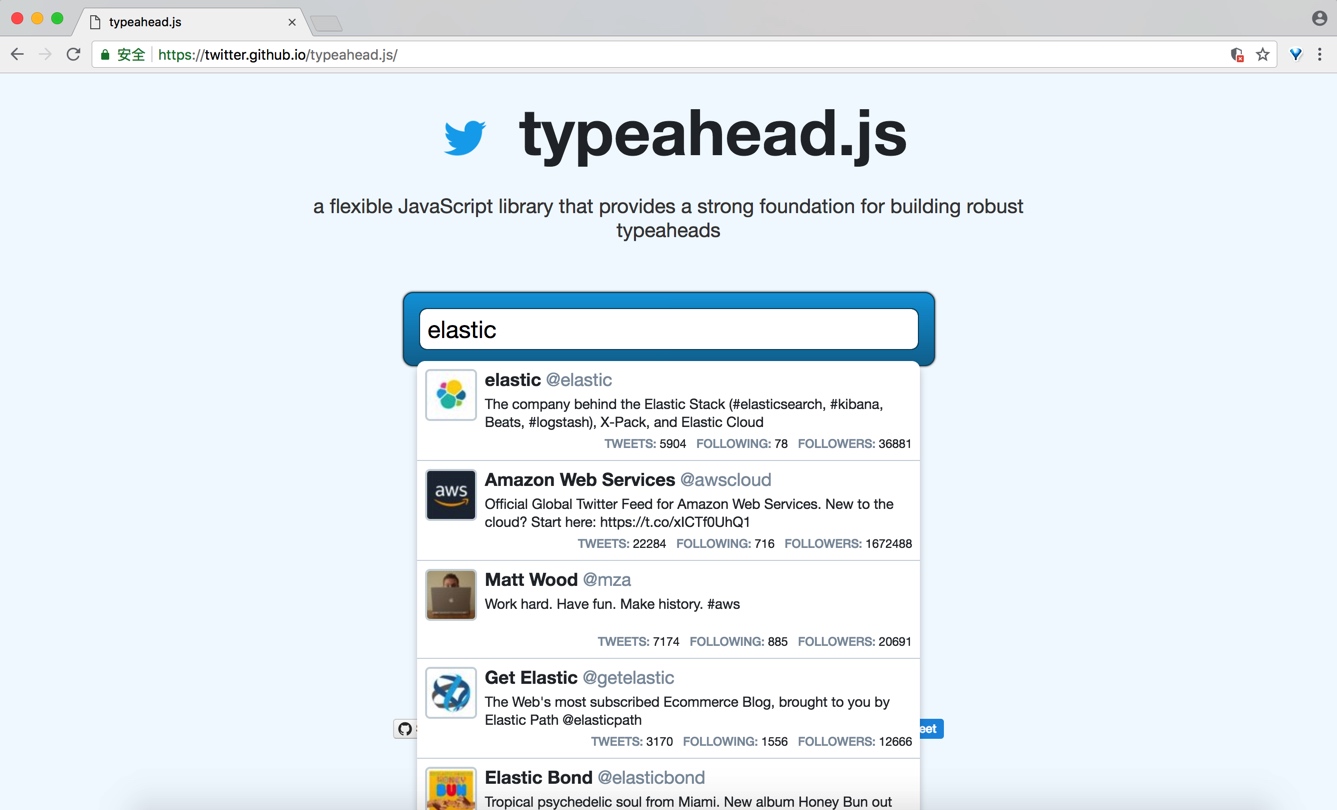 typeahead.js
安全 https://twitter.github.io/typeahead.js/
typeahead.js
a flexible JavaScript library that provides a strong foundation for building robust
typeaheads
elastic
elastic @elastic
The company behind the Elastic Stack (#elasticsearch, #kibana,
Beats, #logstash), X-Pack, and Elastic Cloud
TWEETS: 5904 FOLLOWING: 78 FOLLOWERS: 36881
aws
Amazon Web Services @awscloud
Official Global Twitter Feed for Amazon Web Services. New to the
cloud? Start here: https://t.co/xICTf0UhQ1
TWEETS: 22284 FOLLOWING: 716 FOLLOWERS: 1672488
Matt Wood @mza
Work hard. Have fun. Make history. #aws
TWEETS: 7174 FOLLOWING: 885 FOLLOWERS: 20691
Get Elastic @getelastic
The Web's most subscribed Ecommerce Blog, brought to you by
Elastic Path @elasticpath
TWEETS: 3170 FOLLOWING: 1556 FOLLOWERS: 12666
eet
HONEY
BUN
Elastic Bond @elasticbond
Tropical psychedelic soul from Miami. New album Honey Bun out